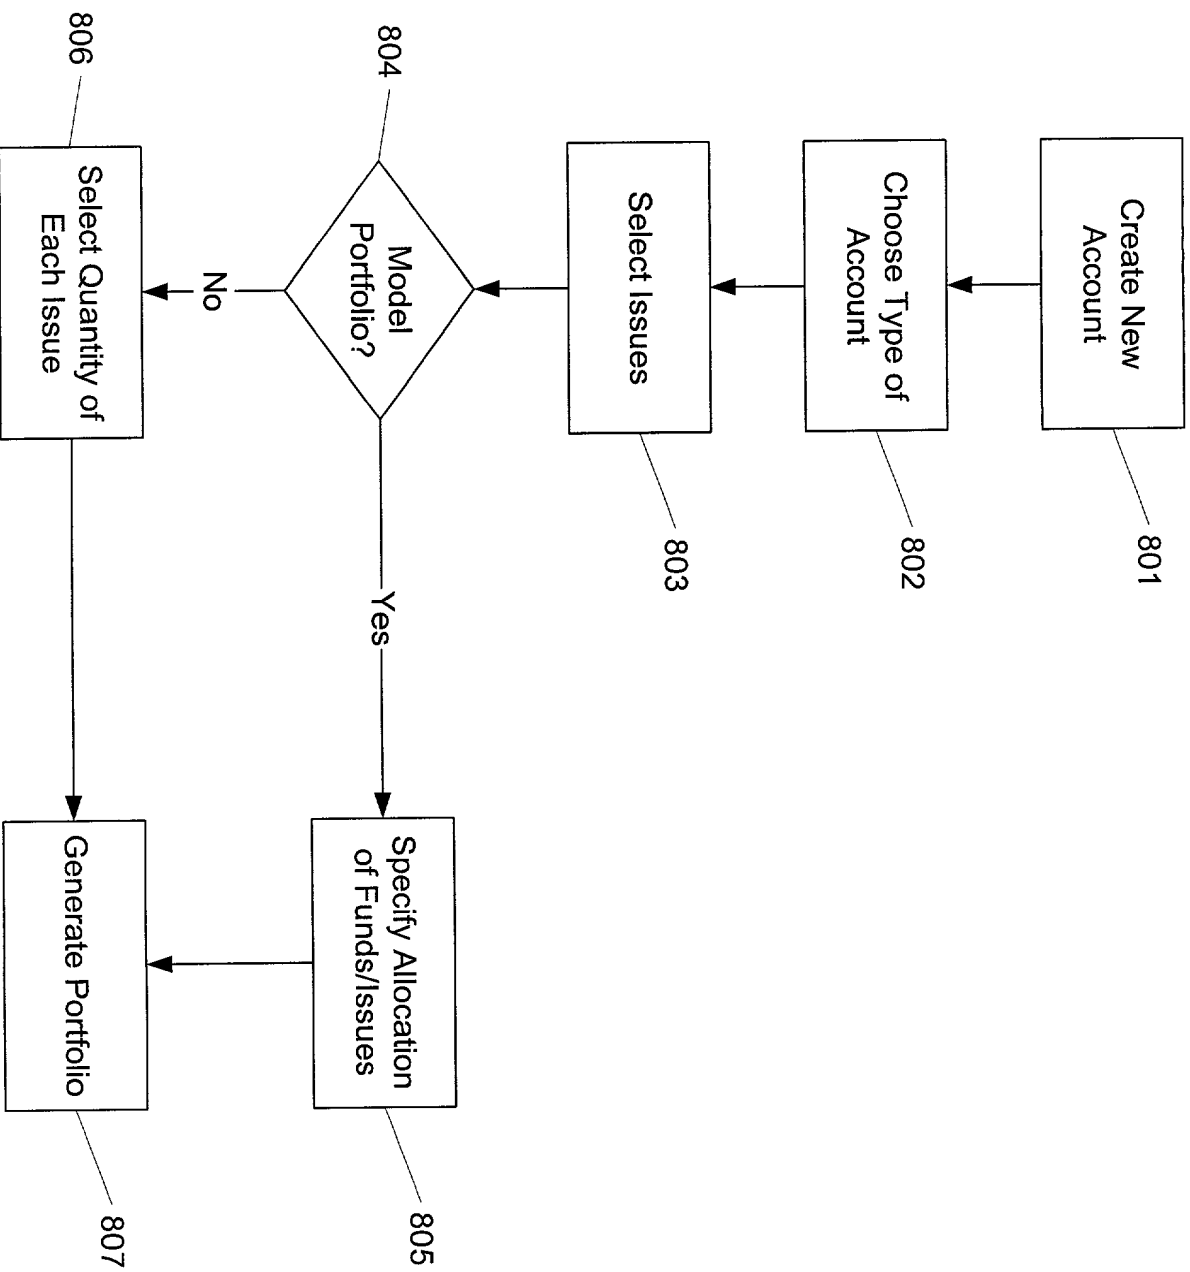 Create New
Account
801
Choose Type of
Account
802
Select Issues
803
804
Model
Portfolio?
Yes
No
Specify Allocation
of Funds/Issues
805
806
Select Quantity of
Each Issue
Generate Portfolio
807